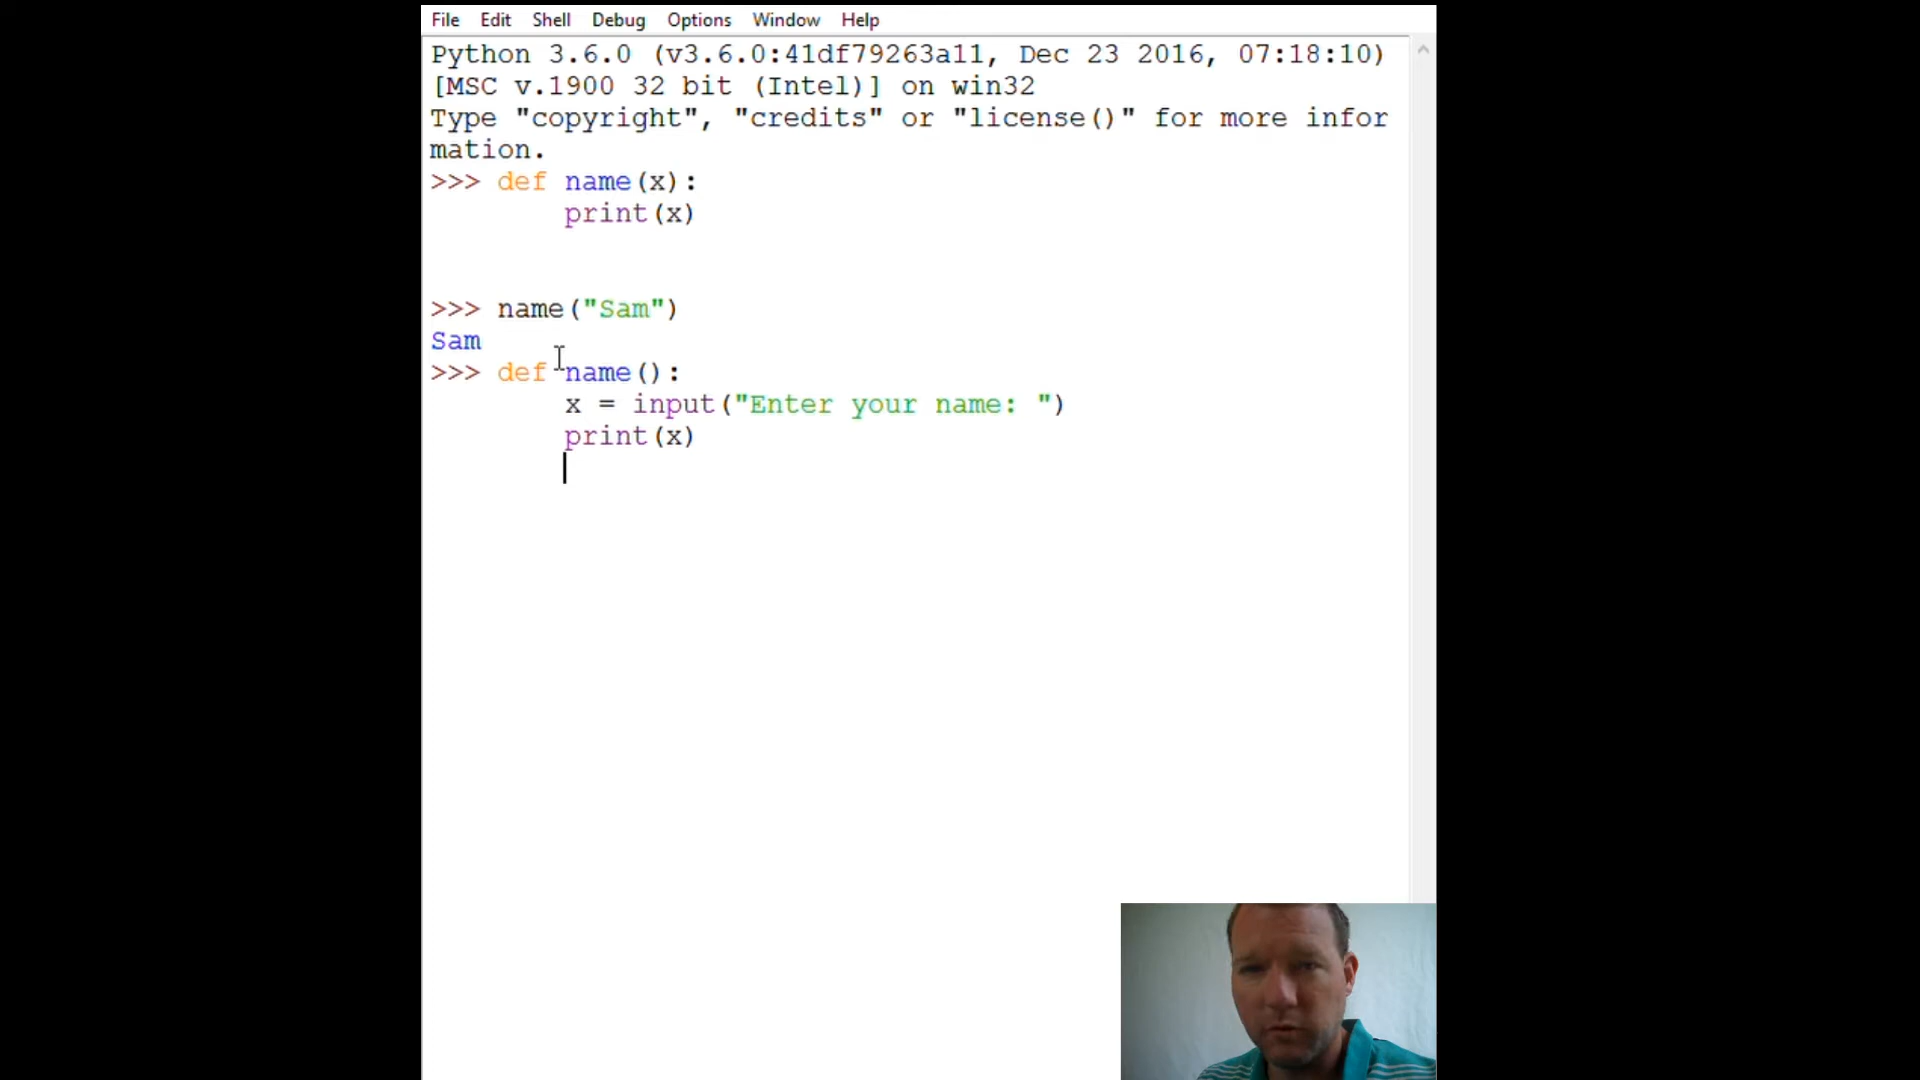 File Edit Shell Debug Options Window Help
Python 3.6.0 (v3.6.0:41df79263a11, Dec 23 2016, 07:18:10)
[MSC v.1900 32 bit (Intel)] on win32
Type "copyright", "credits" or "license()" for more infor
mation.
>>> def name(x):
        print(x)
>>> name("Sam")
Sam
>>> def name():
        x = input("Enter your name: ")
        print(x)